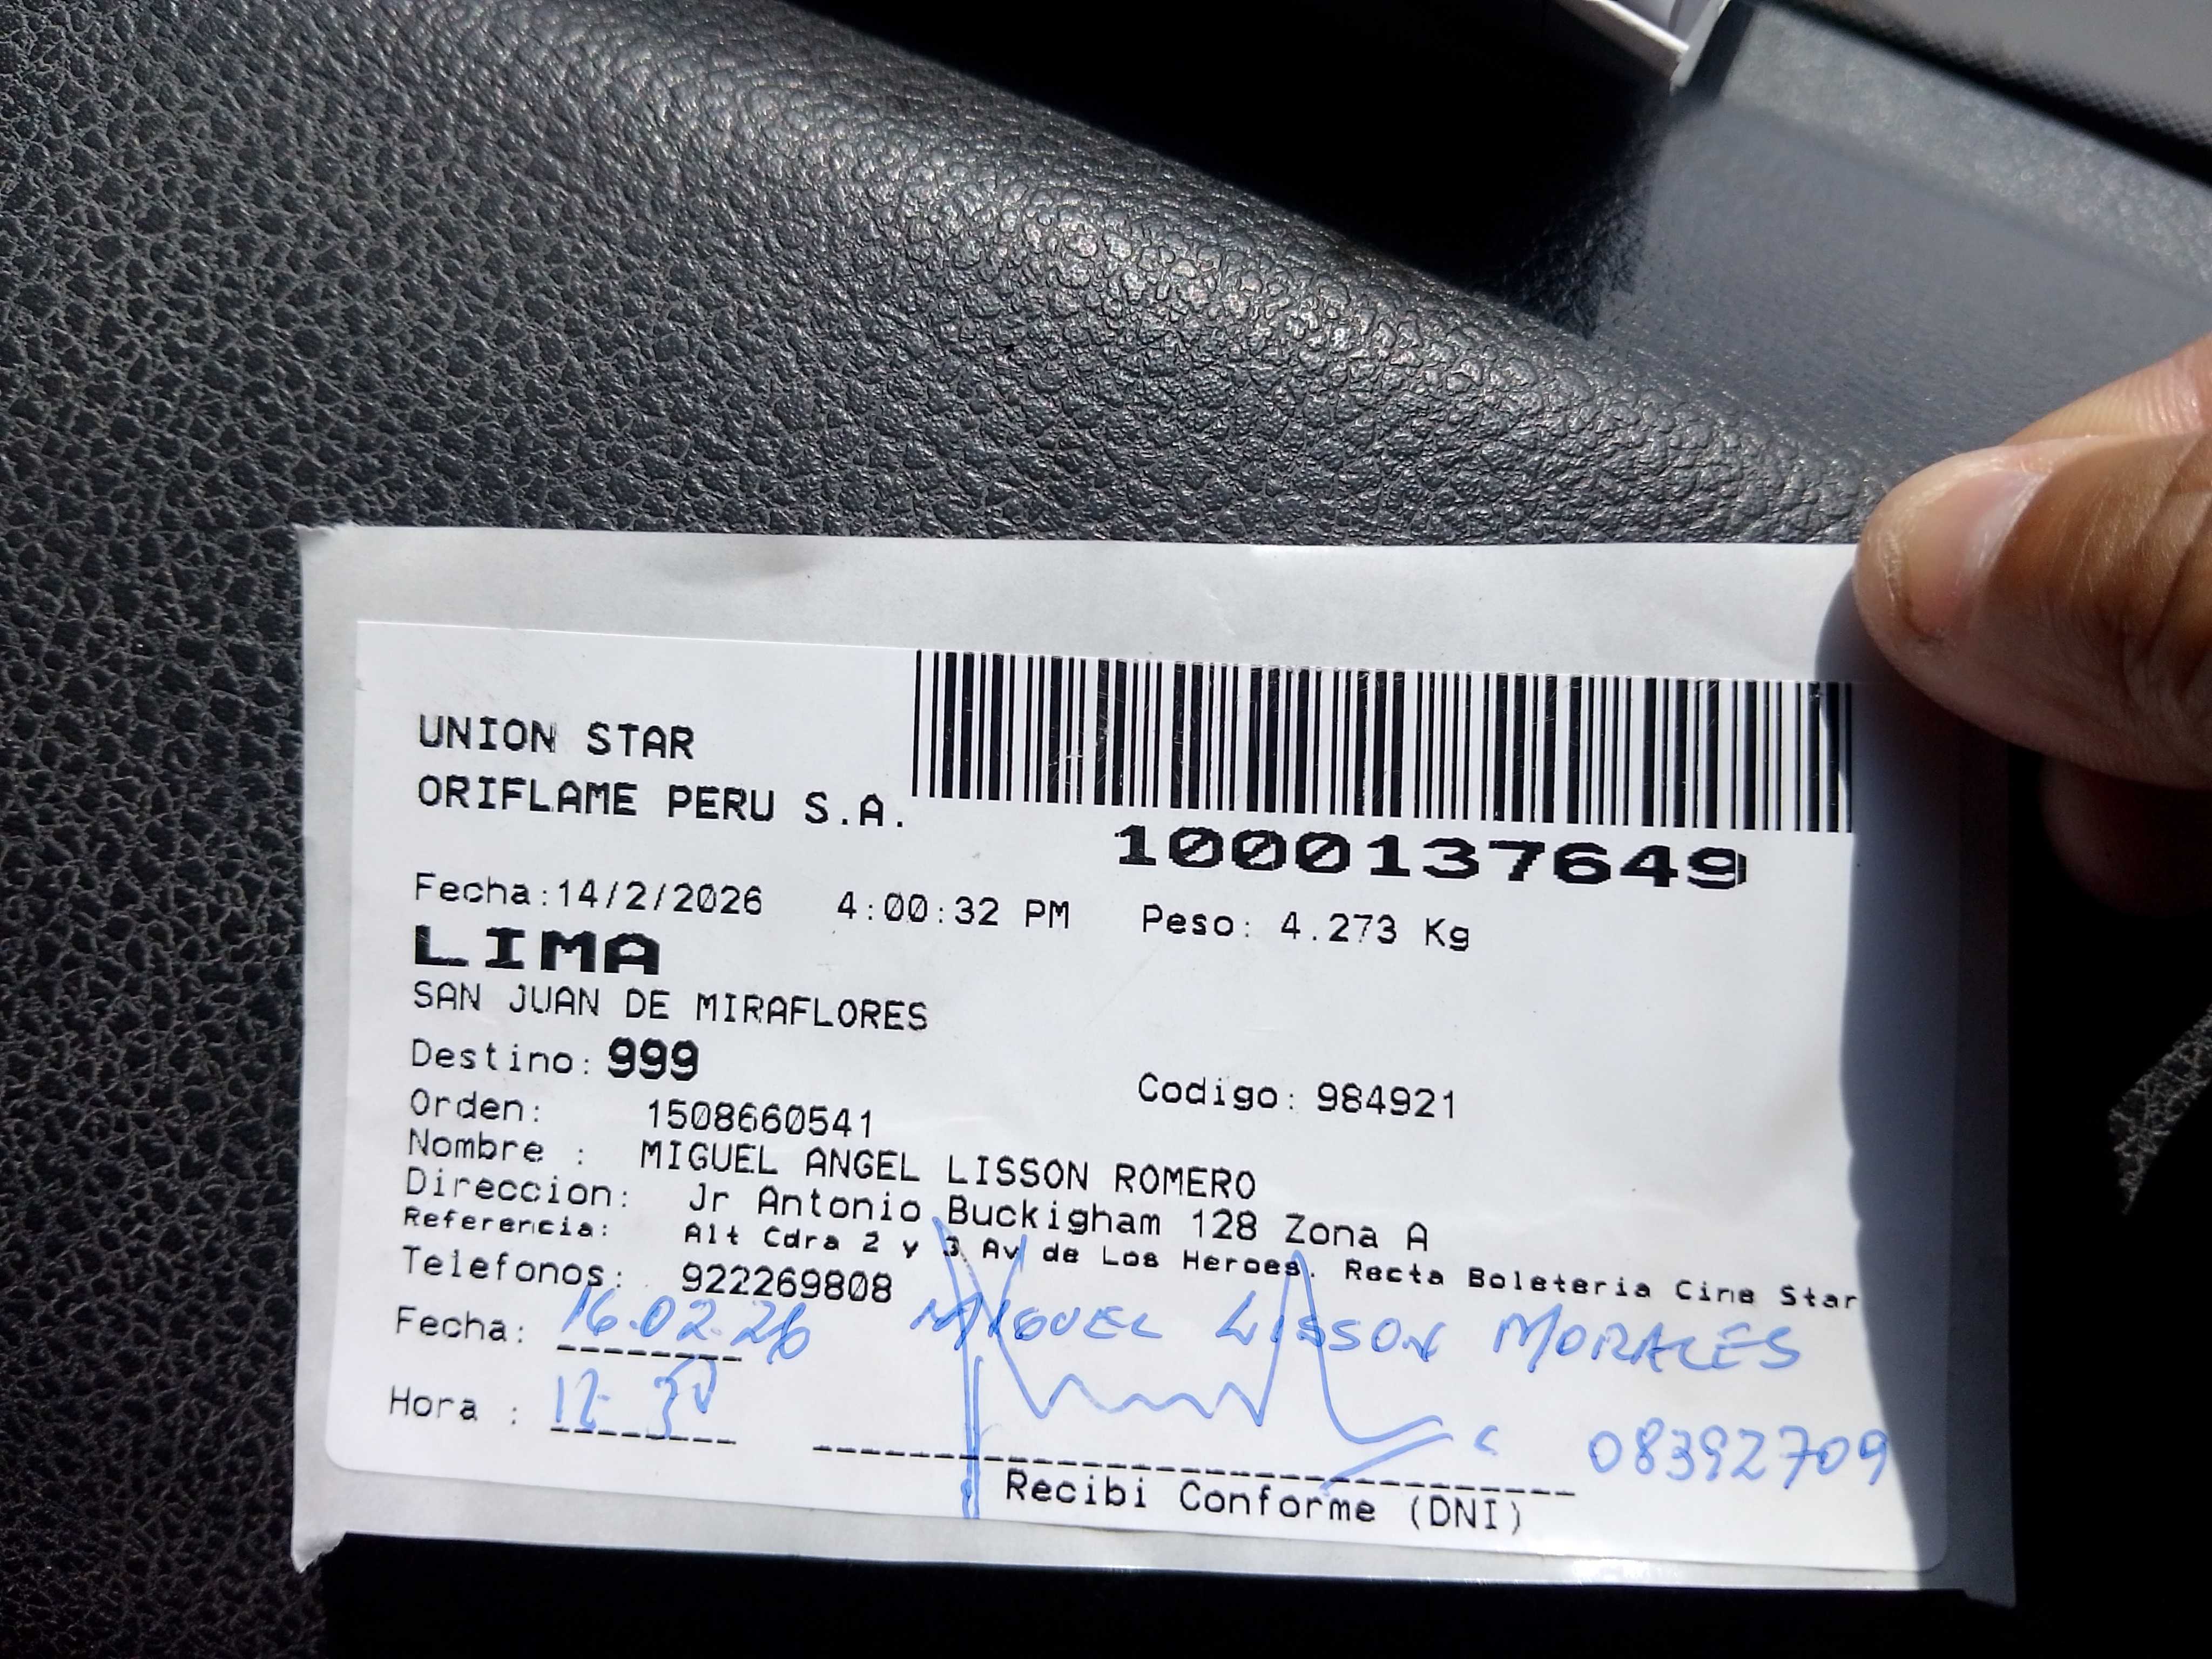 UNION STAR
ORIFLAME PERU S.A.
1000137649
Fecha:14/2/2026 4:00:32 PM Peso: 4.273 Kg
LIMA
SAN JUAN DE MIRAFLORES
Destino: 999
Codigo: 984921
Orden: 1508660541
Nombre : MIGUEL ANGEL LISSON ROMERO
Direccion: Jr Antonio Buckigham 128 Zona A
Referencia: Alt Cdra 2 y 3 Av de Los Heroes. Recta Boleteria Cine Star
Telefonos: 922269808
Fecha: 16.02.26 MIGUEL LISSON MORALES
Hora : 12:30
08392709
Recibi Conforme (DNI)